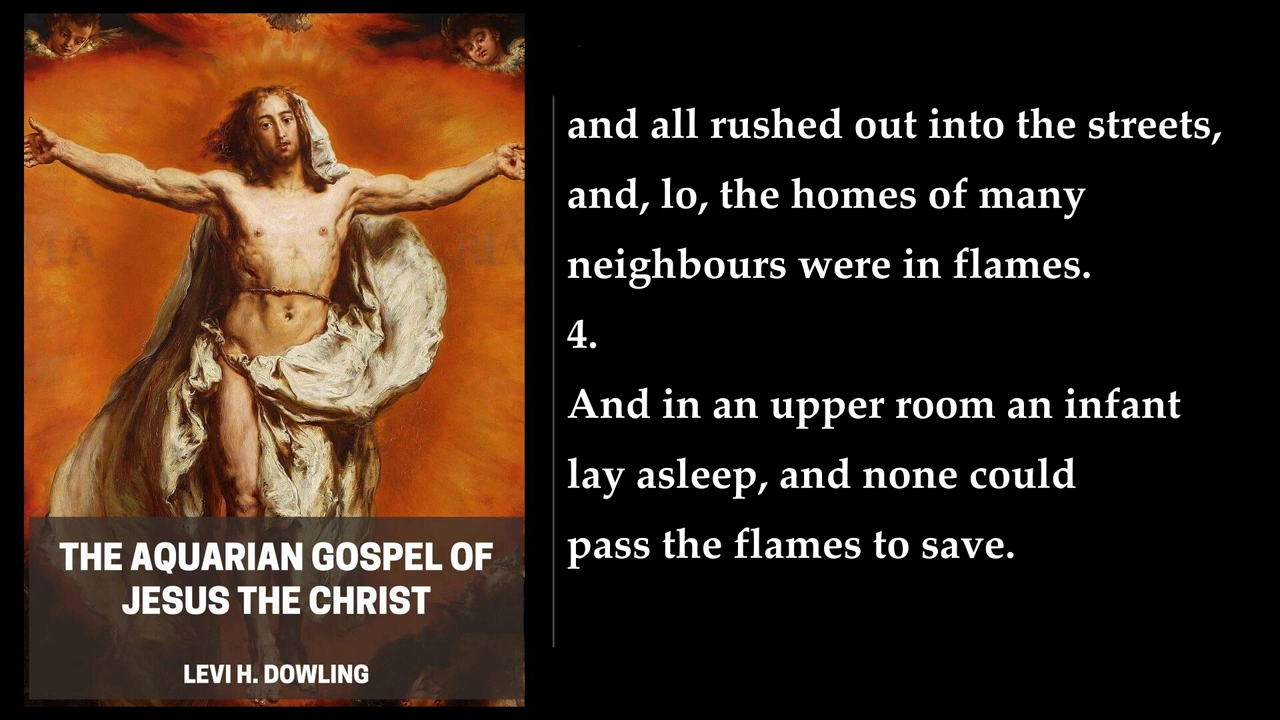 THE AQUARIAN GOSPEL OF
JESUS THE CHRIST
LEVI H. DOWLING
and all rushed out into the streets,
and, lo, the homes of many
neighbours were in flames.
4.
And in an upper room an infant
lay asleep, and none could
pass the flames to save.